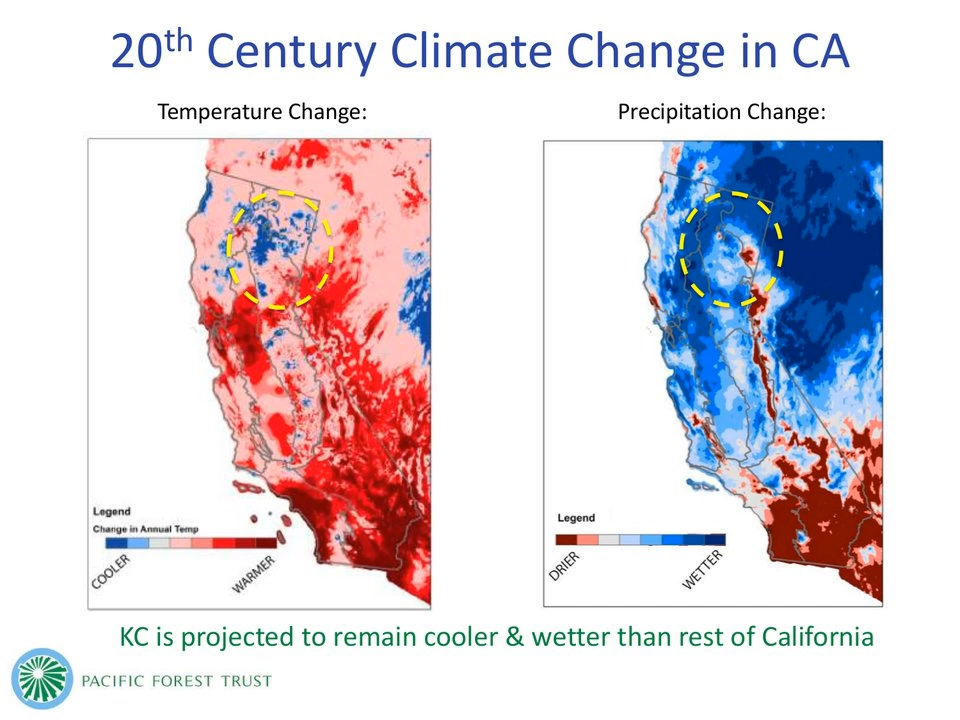 20th Century Climate Change in CA
Temperature Change:
Precipitation Change:
Legend
Change in Annual Temp
COOLER
WARMER
Legend
DRIER
WETTER
KC is projected to remain cooler & wetter than rest of California
PACIFIC FOREST TRUST